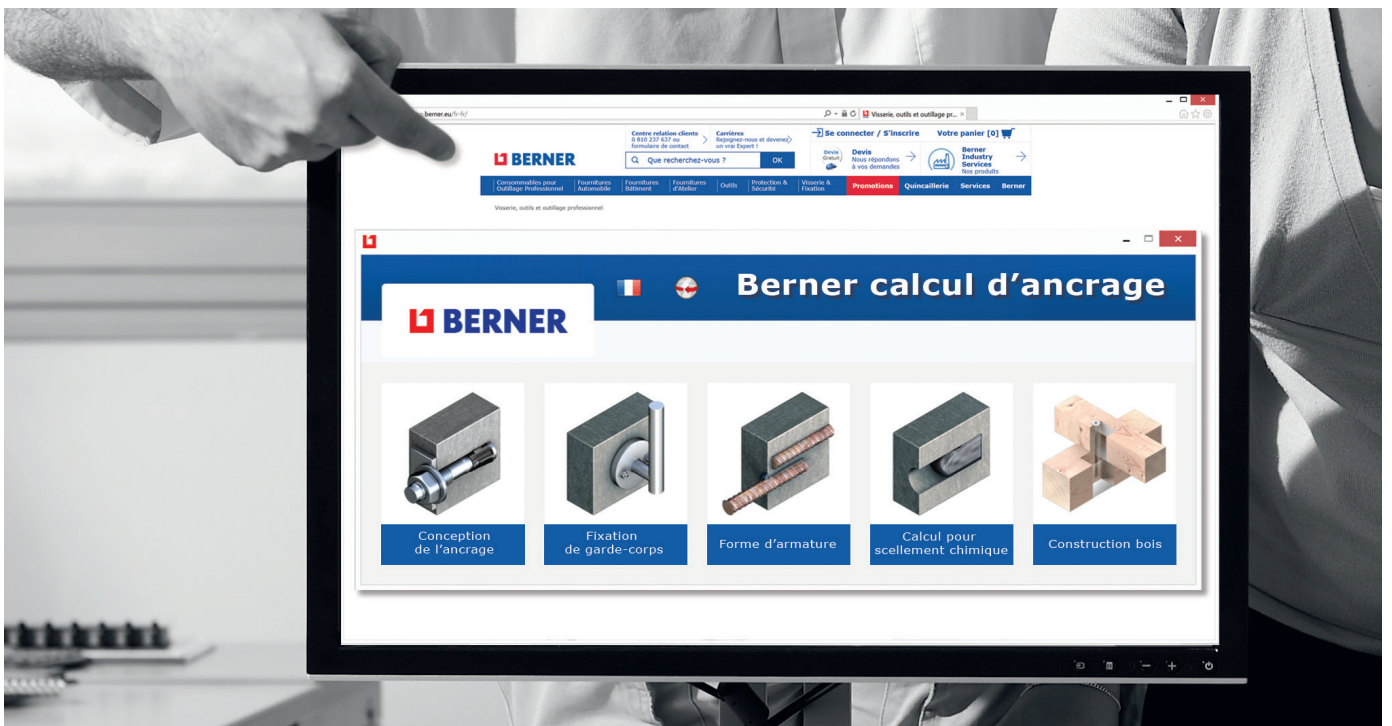 berner.eu/fr-fr/
Visserie, outils et outillage pr...
Centre relation clients
0 810 237 637 ou
formulaire de contact
Carrières
Rejoignez-nous et devenez
un vrai Expert !
Se connecter / S'inscrire
Votre panier [0]
BERNER
Que recherchez-vous ?
OK
Devis
Gratuit
Devis
Nous répondons
à vos demandes
Berner
Industry
Services
Nos produits
Consommables pour
Outillage Professionnel
Fournitures
Automobile
Fournitures
Bâtiment
Fournitures
d'Atelier
Outils
Protection &
Sécurité
Visserie &
Fixation
Promotions
Quincaillerie
Services
Berner
Visserie, outils et outillage professionnel
Berner calcul d’ancrage
BERNER
Conception
de l’ancrage
Fixation
de garde-corps
Forme d’armature
Calcul pour
scellement chimique
Construction bois